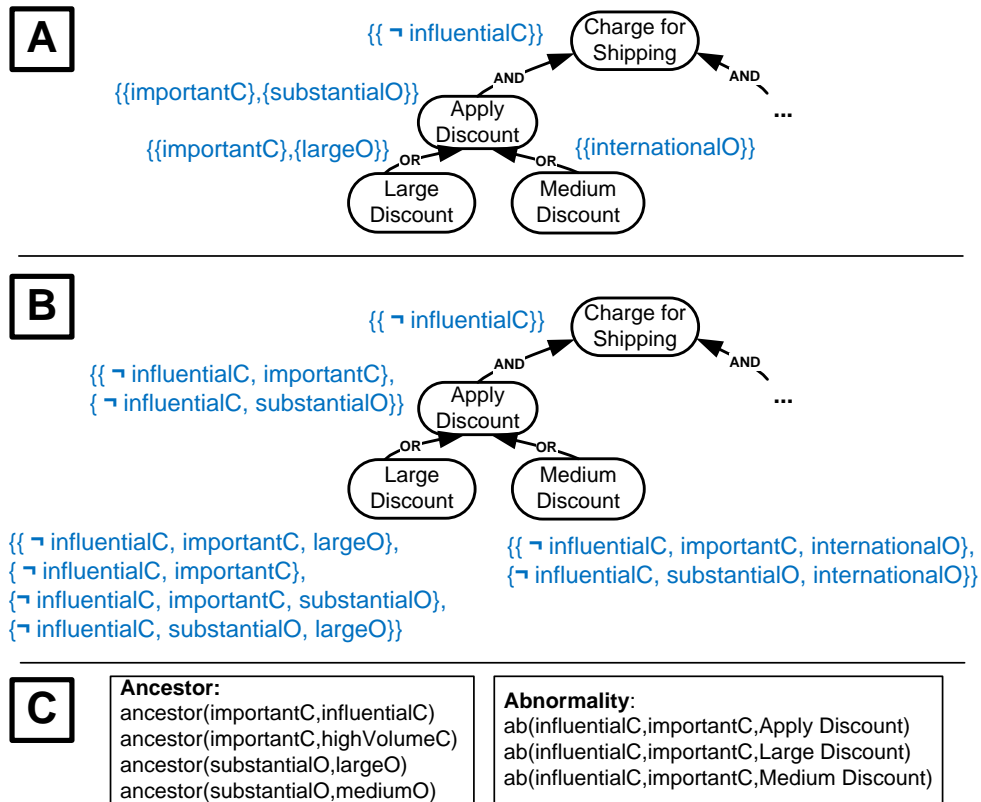 A
{{ ¬ influentialC}}
Charge for
Shipping
AND
AND
...
{{importantC},{substantialO}}
Apply
Discount
{{importantC},{largeO}}
{{internationalO}}
OR
OR
Large
Discount
Medium
Discount
B
{{ ¬ influentialC}}
Charge for
Shipping
AND
AND
...
{{ ¬ influentialC, importantC},
{ ¬ influentialC, substantialO}}
Apply
Discount
OR
OR
Large
Discount
Medium
Discount
{{ ¬ influentialC, importantC, largeO},
{ ¬ influentialC, importantC},
{¬ influentialC, importantC, substantialO},
{¬ influentialC, substantialO, largeO}}
{{ ¬ influentialC, importantC, internationalO},
{¬ influentialC, substantialO, internationalO}}
C
Ancestor:
ancestor(importantC,influentialC)
ancestor(importantC,highVolumeC)
ancestor(substantialO,largeO)
ancestor(substantialO,mediumO)
Abnormality:
ab(influentialC,importantC,Apply Discount)
ab(influentialC,importantC,Large Discount)
ab(influentialC,importantC,Medium Discount)